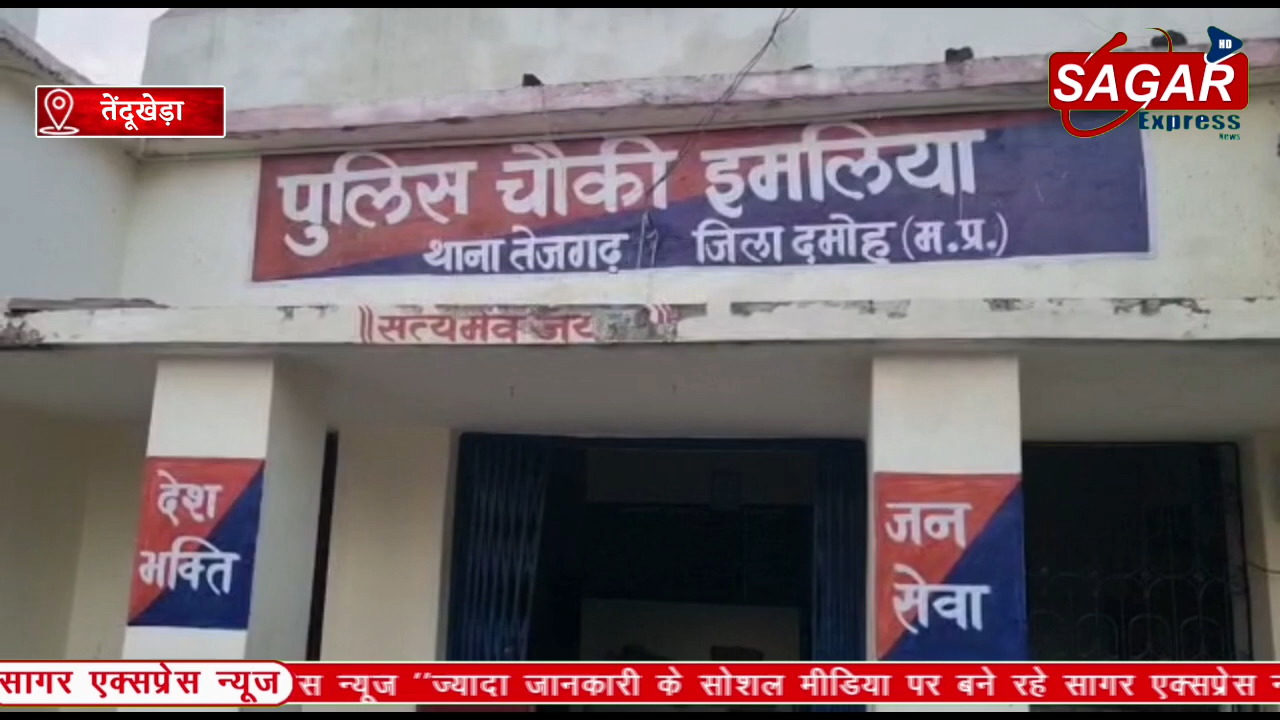 तेंदूखेड़ा
HD
SAGAR
Express
News
पुलिस चौकी इमलिया
थाना तेजगढ़ जिला दमोह (म.प्र.)
॥सत्यमेव जय
देश
भक्ति
जन
सेवा
सागर एक्सप्रेस न्यूज
स न्यूज "ज्यादा जानकारी के सोशल मीडिया पर बने रहे सागर एक्सप्रेस